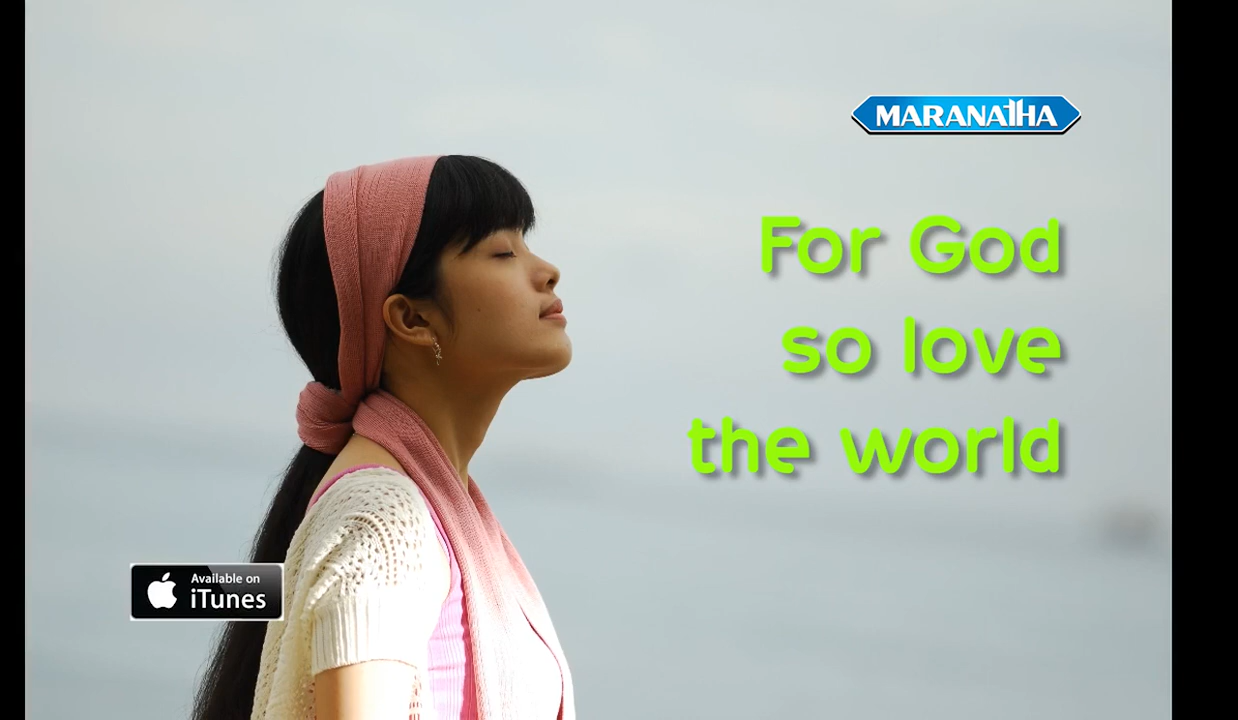 MARANATHA
For God
so love
the world
Available on
iTunes